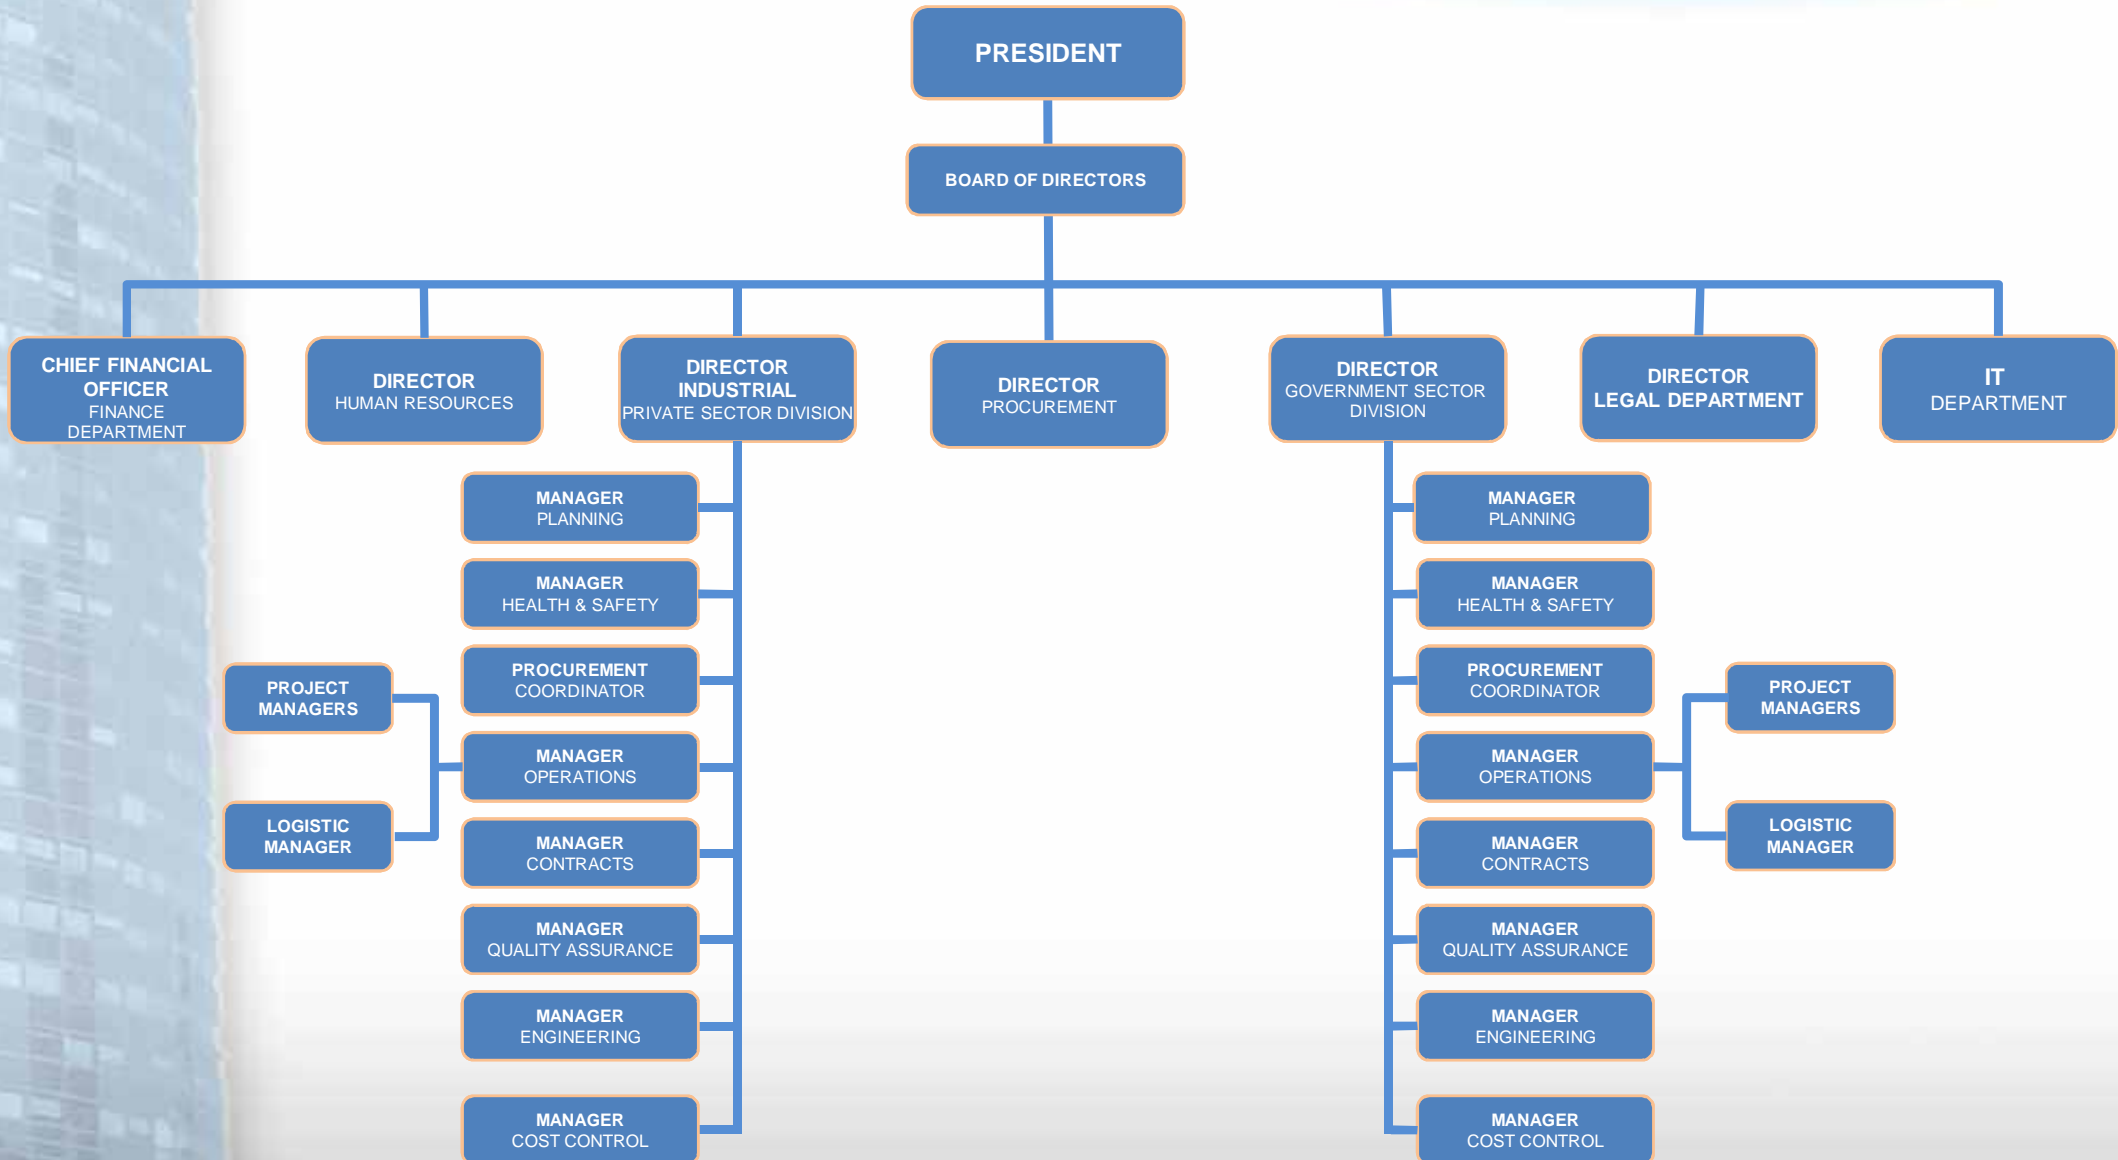 PRESIDENT
BOARD OF DIRECTORS
CHIEF FINANCIAL
OFFICER
FINANCE
DEPARTMENT
DIRECTOR
HUMAN RESOURCES
DIRECTOR
INDUSTRIAL
PRIVATE SECTOR DIVISION
DIRECTOR
PROCUREMENT
DIRECTOR
GOVERNMENT SECTOR
DIVISION
DIRECTOR
LEGAL DEPARTMENT
IT
DEPARTMENT
MANAGER
PLANNING
MANAGER
HEALTH & SAFETY
PROCUREMENT
COORDINATOR
MANAGER
OPERATIONS
PROJECT
MANAGERS
LOGISTIC
MANAGER
MANAGER
CONTRACTS
MANAGER
QUALITY ASSURANCE
MANAGER
ENGINEERING
MANAGER
COST CONTROL
MANAGER
PLANNING
MANAGER
HEALTH & SAFETY
PROCUREMENT
COORDINATOR
MANAGER
OPERATIONS
PROJECT
MANAGERS
LOGISTIC
MANAGER
MANAGER
CONTRACTS
MANAGER
QUALITY ASSURANCE
MANAGER
ENGINEERING
MANAGER
COST CONTROL